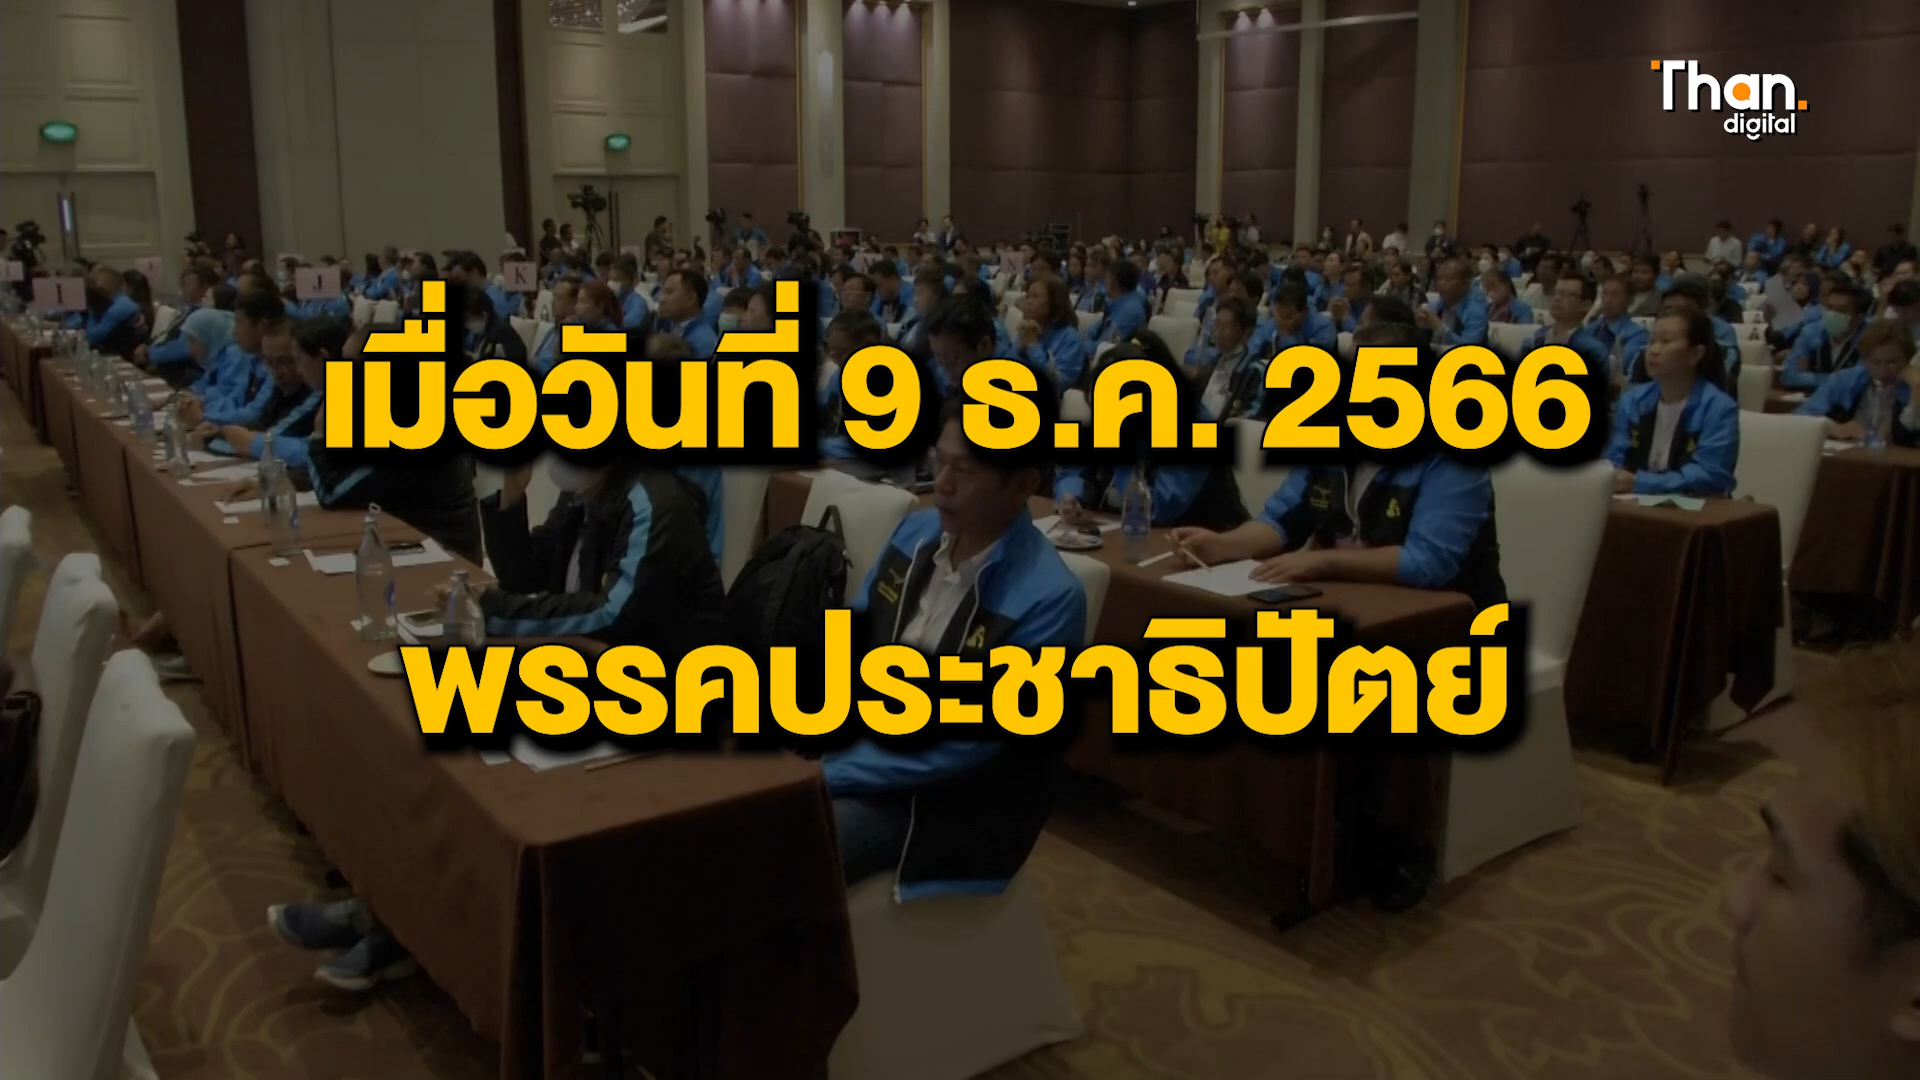 Than.
digital
I
J
K
เมื่อวันที่ 9 ธ.ค. 2566
พรรคประชาธิปัตย์